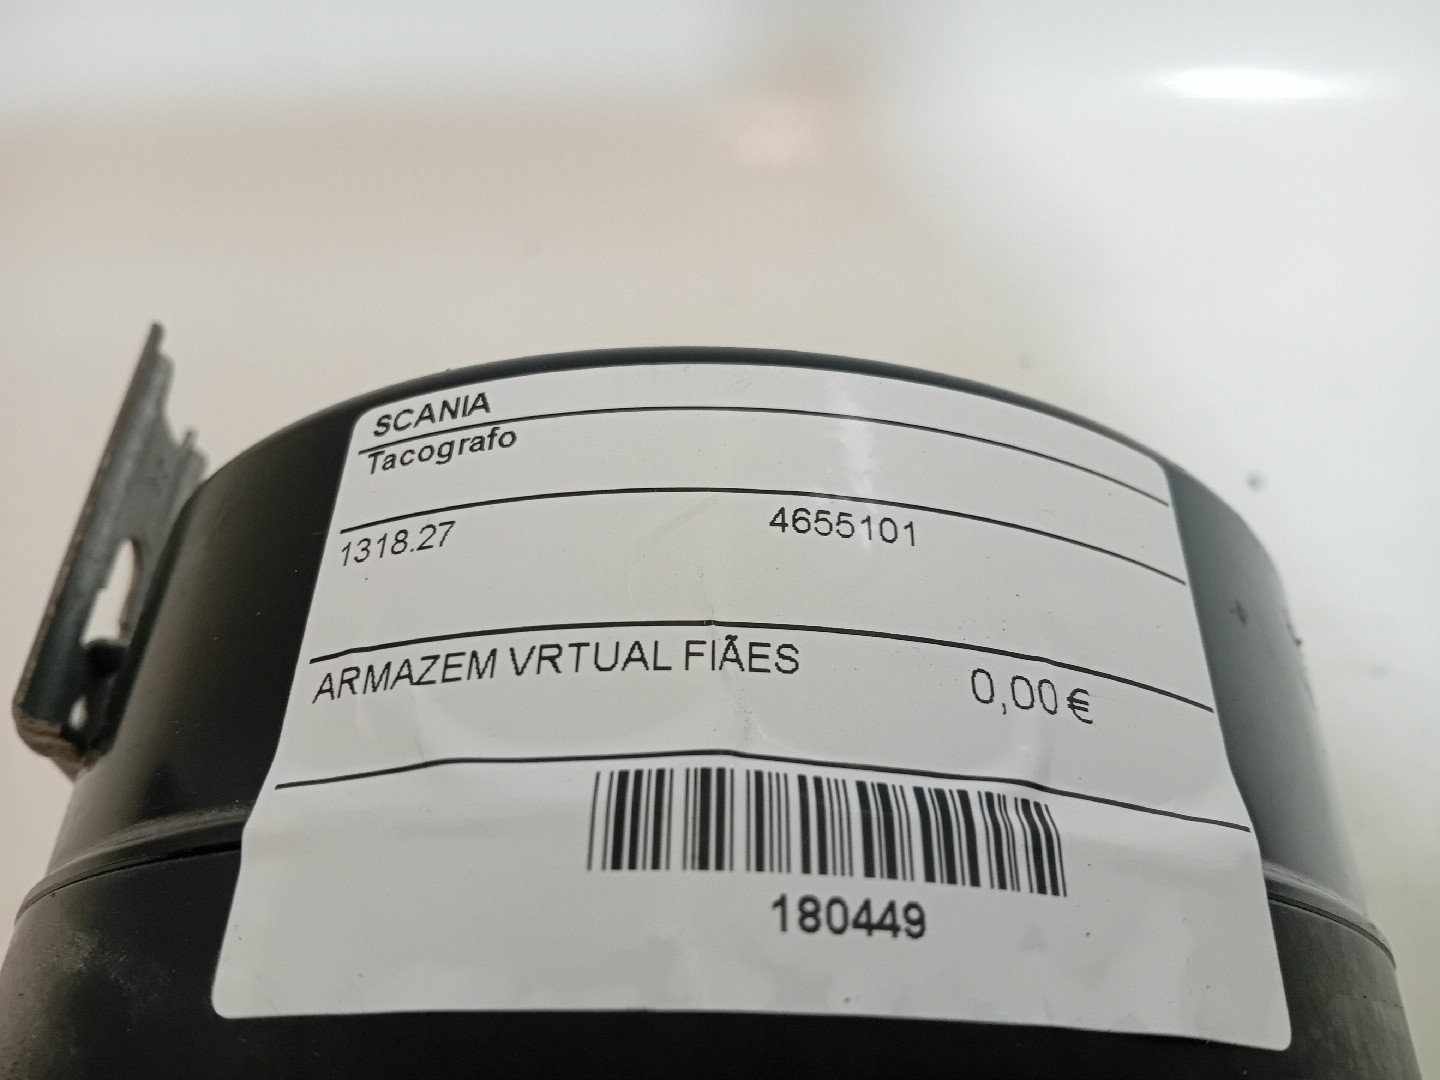 SCANIA
Tacografo
1318.27 4655101
ARMAZEM VRTUAL FIÃES 0,00€
180449